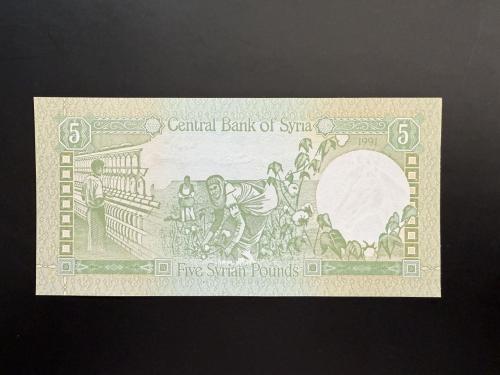 5 Central Bank of Syria 5
1991
Five Syrian Pounds